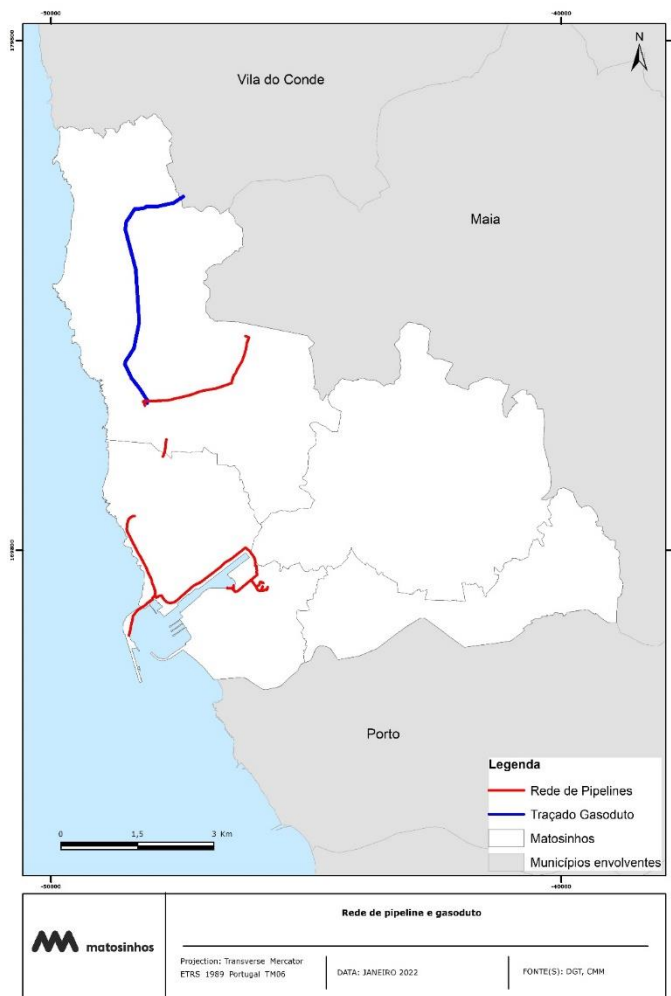 -50000
-40000
179800
169800
N
Vila do Conde
Maia
Porto
Legenda
Rede de Pipelines
Traçado Gasoduto
Matosinhos
Municípios envolventes
0 1,5 3 Km
-50000
-40000
matosinhos
Rede de pipeline e gasoduto
Projection: Transverse Mercator
ETRS 1989 Portugal TM06
DATA: JANEIRO 2022
FONTE(S): DGT, CMM